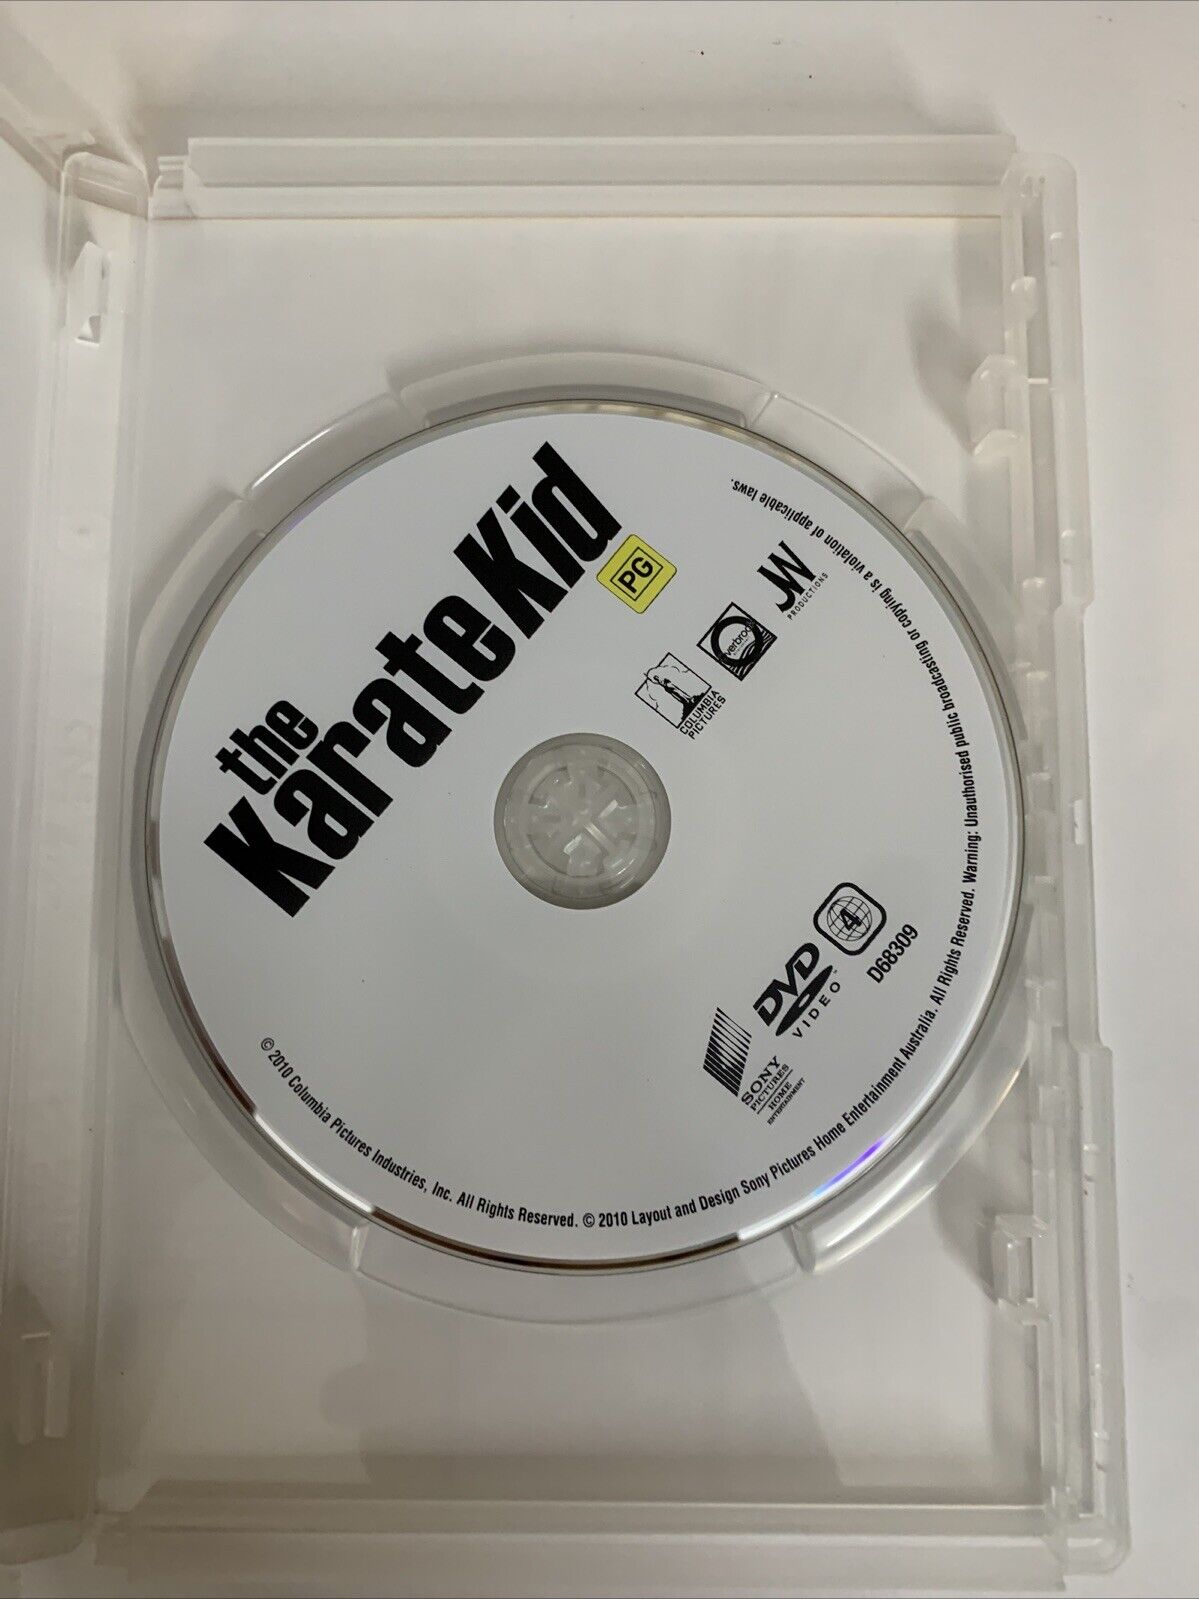 the
Karate Kid
PG
COLUMBIA
PICTURES
Overbrook
JW
PRODUCTIONS
DVD
VIDEO
4
D68309
SONY
PICTURES
HOME
ENTERTAINMENT
© 2010 Columbia Pictures Industries, Inc. All Rights Reserved. © 2010 Layout and Design Sony Pictures Home Entertainment Australia. All Rights Reserved. Warning: Unauthorised public broadcasting or copying is a violation of applicable laws.